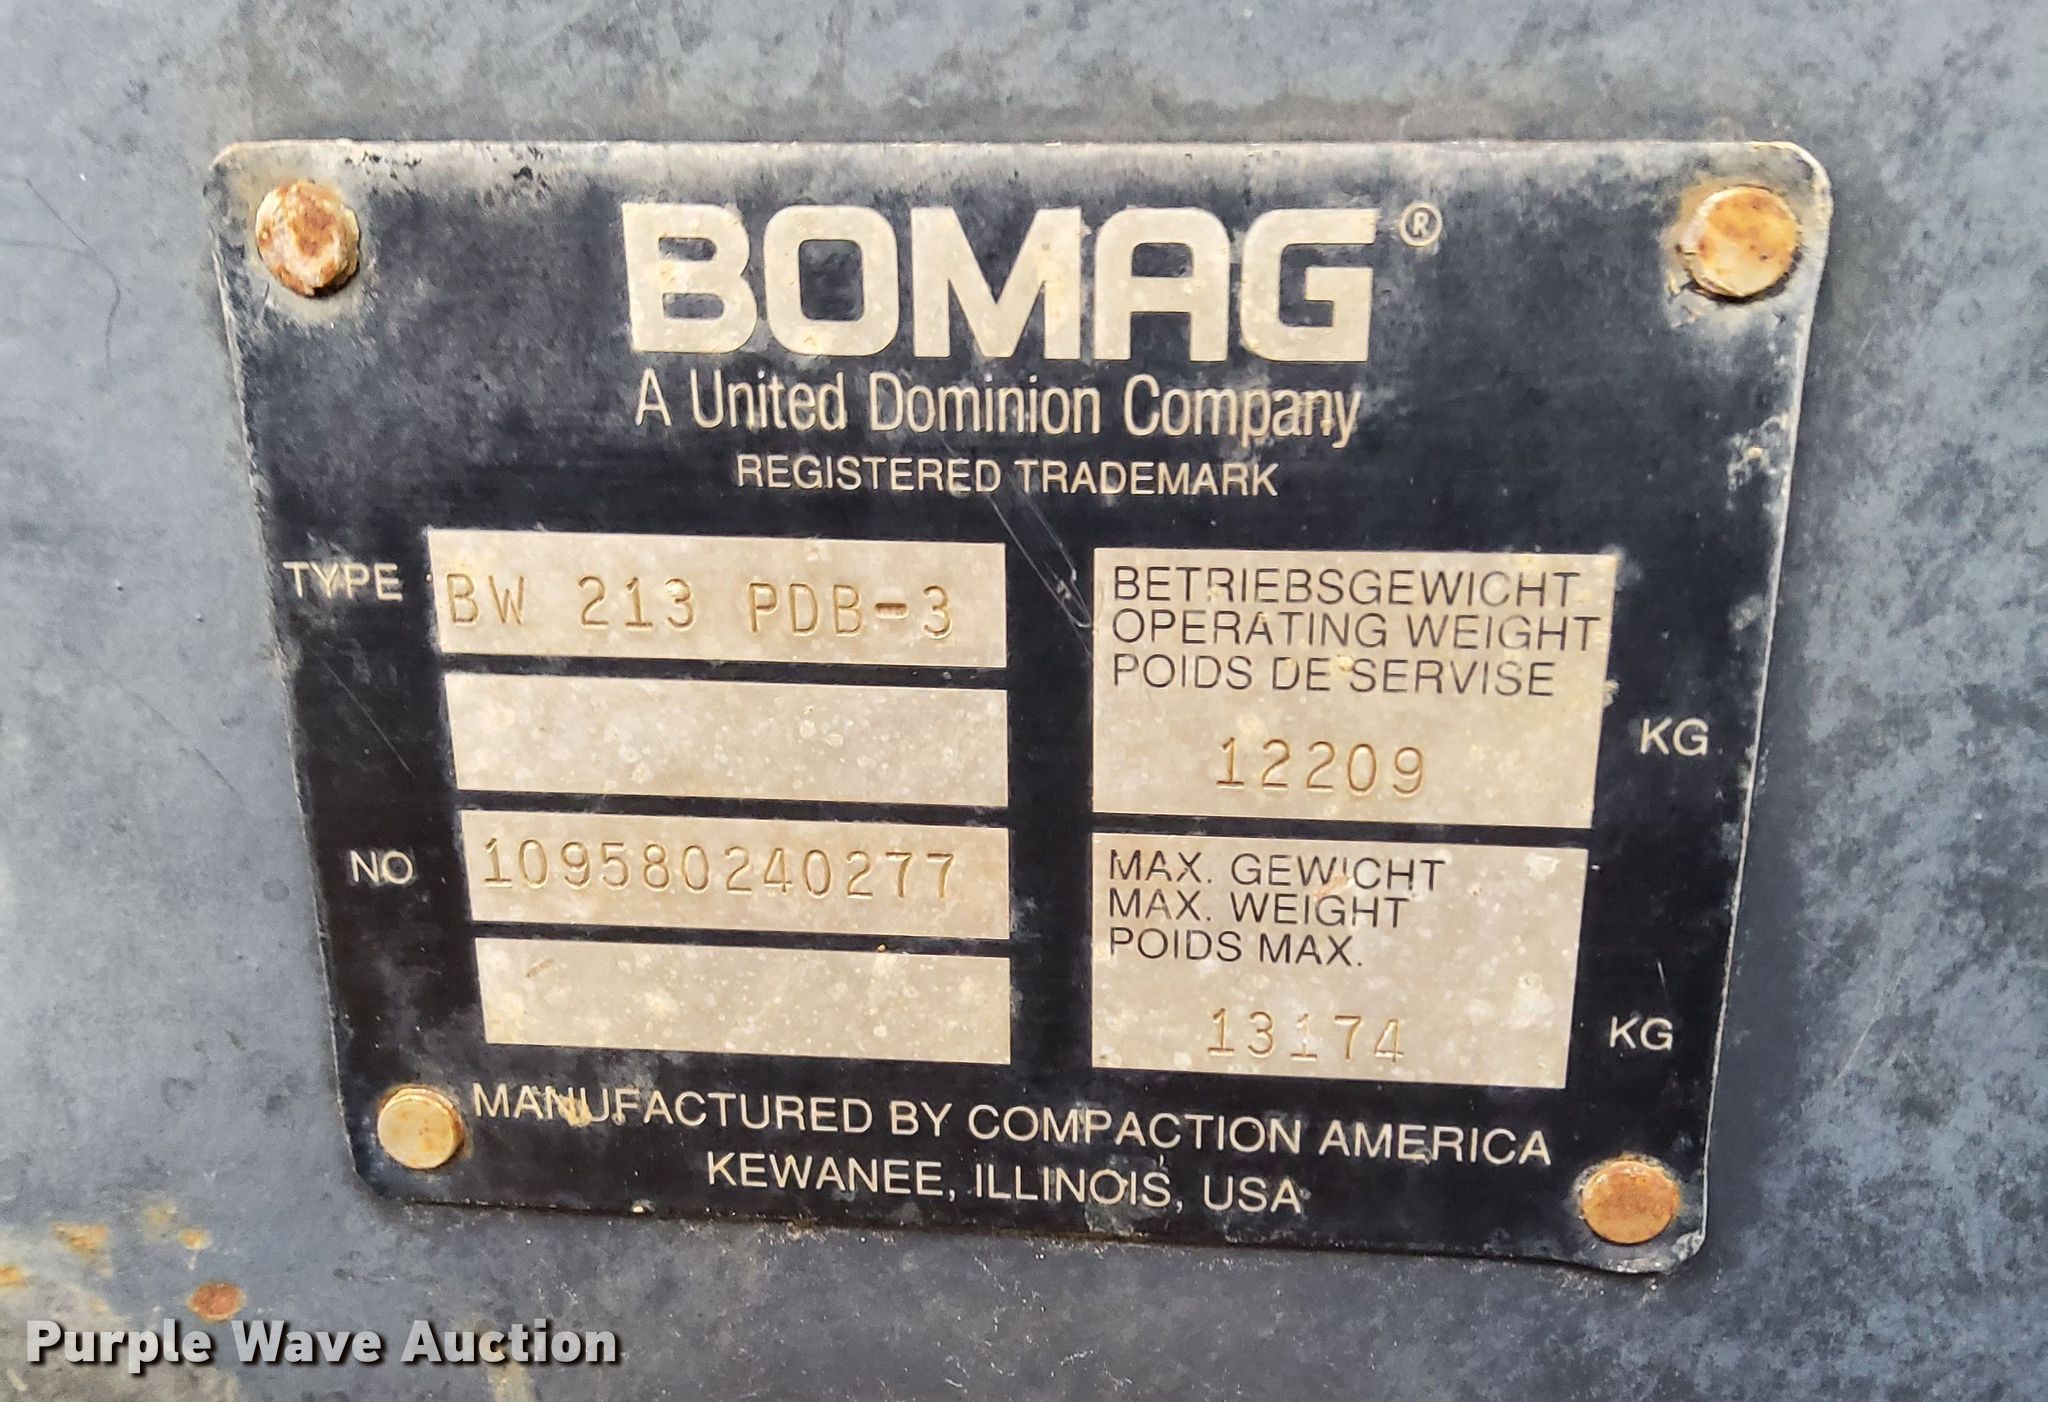 BOMAG®
A United Dominion Company
REGISTERED TRADEMARK
TYPE BW 213 PDB-3
NO 109580240277
BETRIEBSGEWICHT
OPERATING WEIGHT
POIDS DE SERVISE
12209 KG
MAX. GEWICHT
MAX. WEIGHT
POIDS MAX.
13174 KG
MANUFACTURED BY COMPACTION AMERICA
KEWANEE, ILLINOIS, USA
Purple Wave Auction